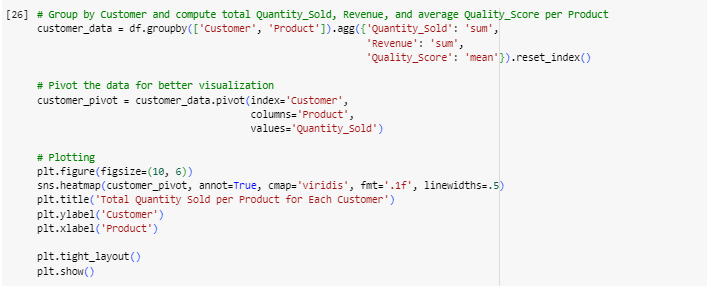 [26] # Group by Customer and compute total Quantity_Sold, Revenue, and average Quality_Score per Product
customer_data = df.groupby(['Customer', 'Product']).agg({'Quantity_Sold': 'sum',
'Revenue': 'sum',
'Quality_Score': 'mean'}).reset_index()
# Pivot the data for better visualization
customer_pivot = customer_data.pivot(index='Customer',
columns='Product',
values='Quantity_Sold')
# Plotting
plt.figure(figsize=(10, 6))
sns.heatmap(customer_pivot, annot=True, cmap='viridis', fmt='.1f', linewidths=.5)
plt.title('Total Quantity Sold per Product for Each Customer')
plt.ylabel('Customer')
plt.xlabel('Product')
plt.tight_layout()
plt.show()